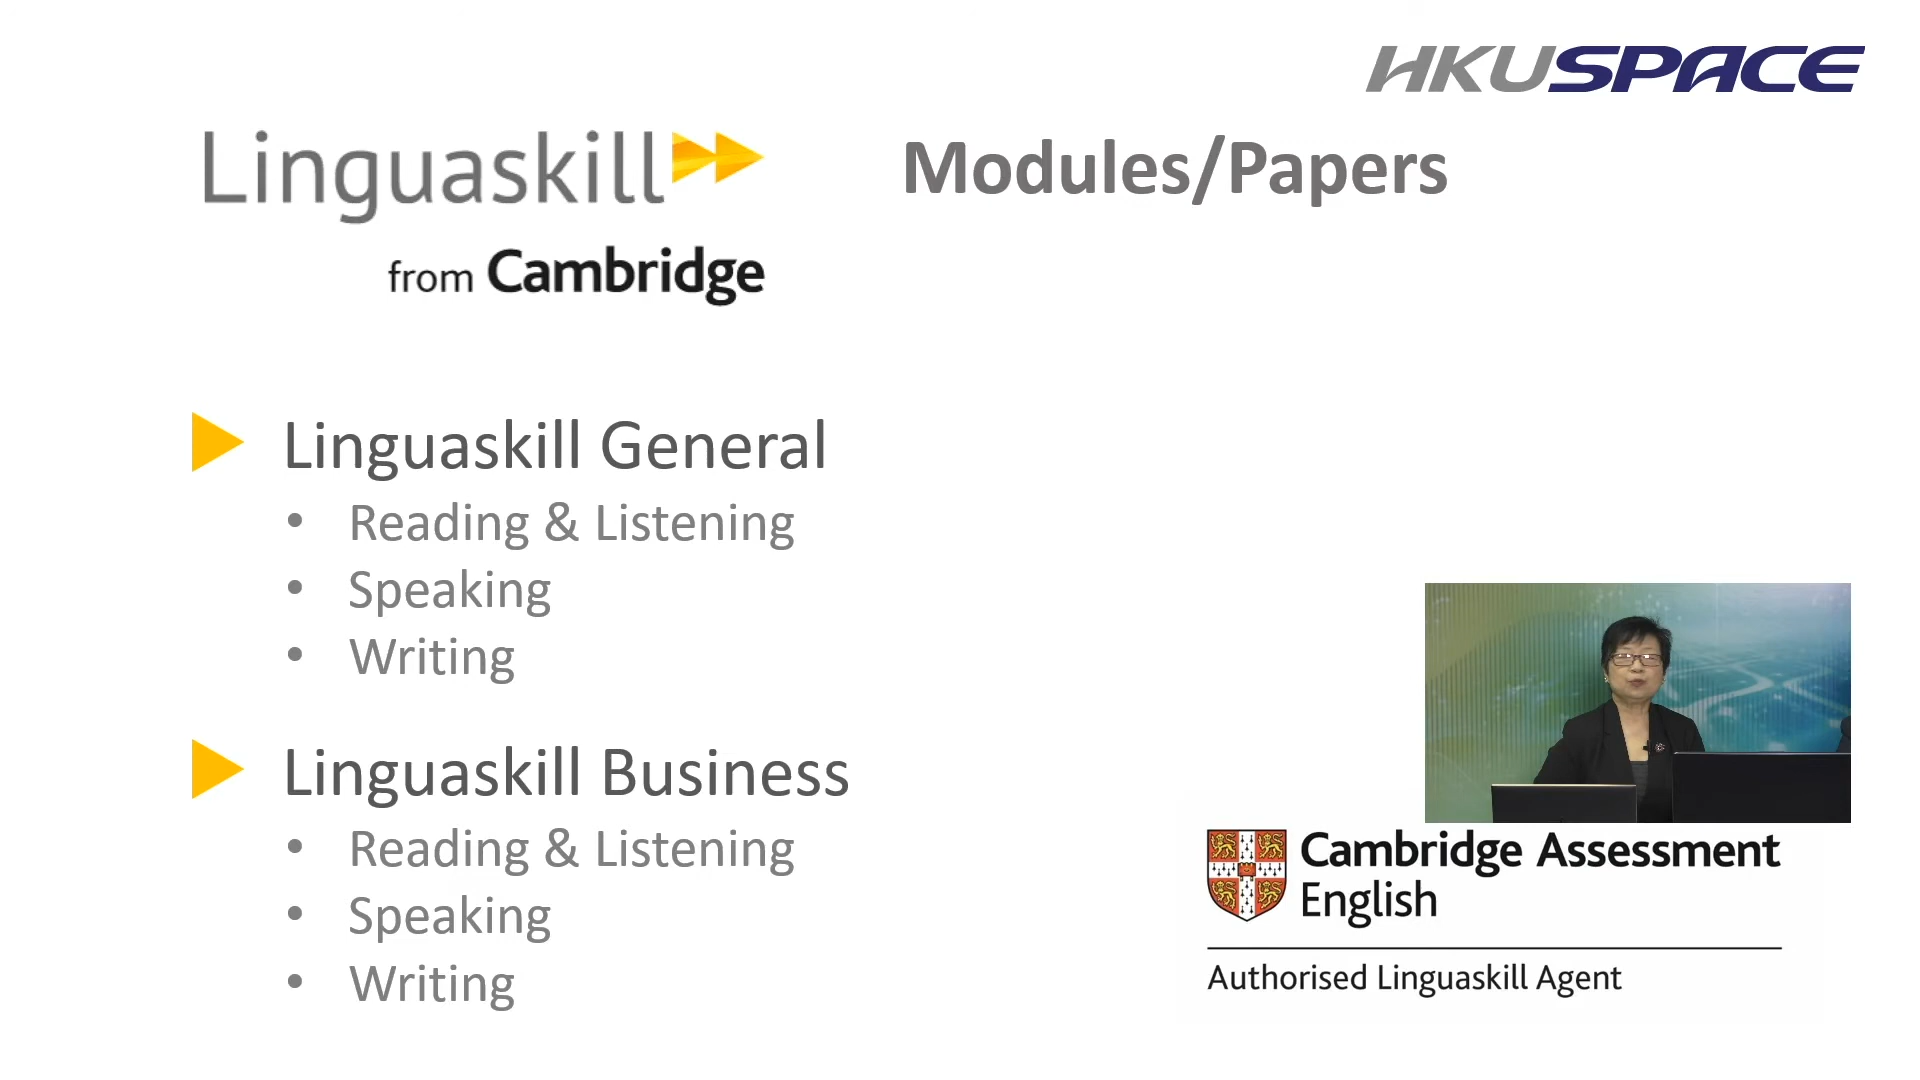 HKUSPACE
Linguaskill
from Cambridge
Modules/Papers
Linguaskill General
• Reading & Listening
• Speaking
• Writing
Linguaskill Business
• Reading & Listening
• Speaking
• Writing
Cambridge Assessment
English
Authorised Linguaskill Agent